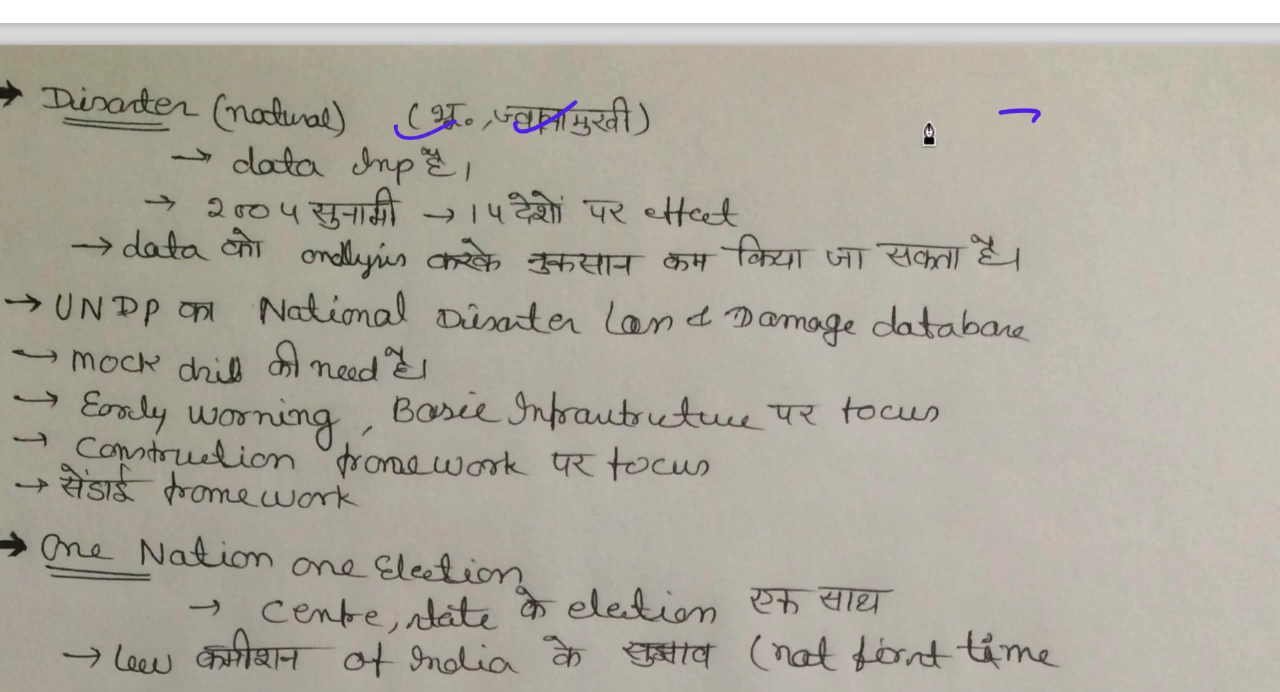 → Disaster (natural) (भू०, ज्वालामुखी)
→ data Imp है।
→ 2004 सुनामी → 14 देशों पर effect
→ data को analysis करके नुकसान कम किया जा सकता है।
→ UNDP का National Disaster Loss & Damage database
→ mock drill की need है।
→ Early warning, Basic Infrastructure पर focus
→ Construction framework पर focus
→ सेंडाई framework
→ One Nation one Election
→ Centre, state के election एक साथ
→ Law कमीशन of India के सुझाव (not first time